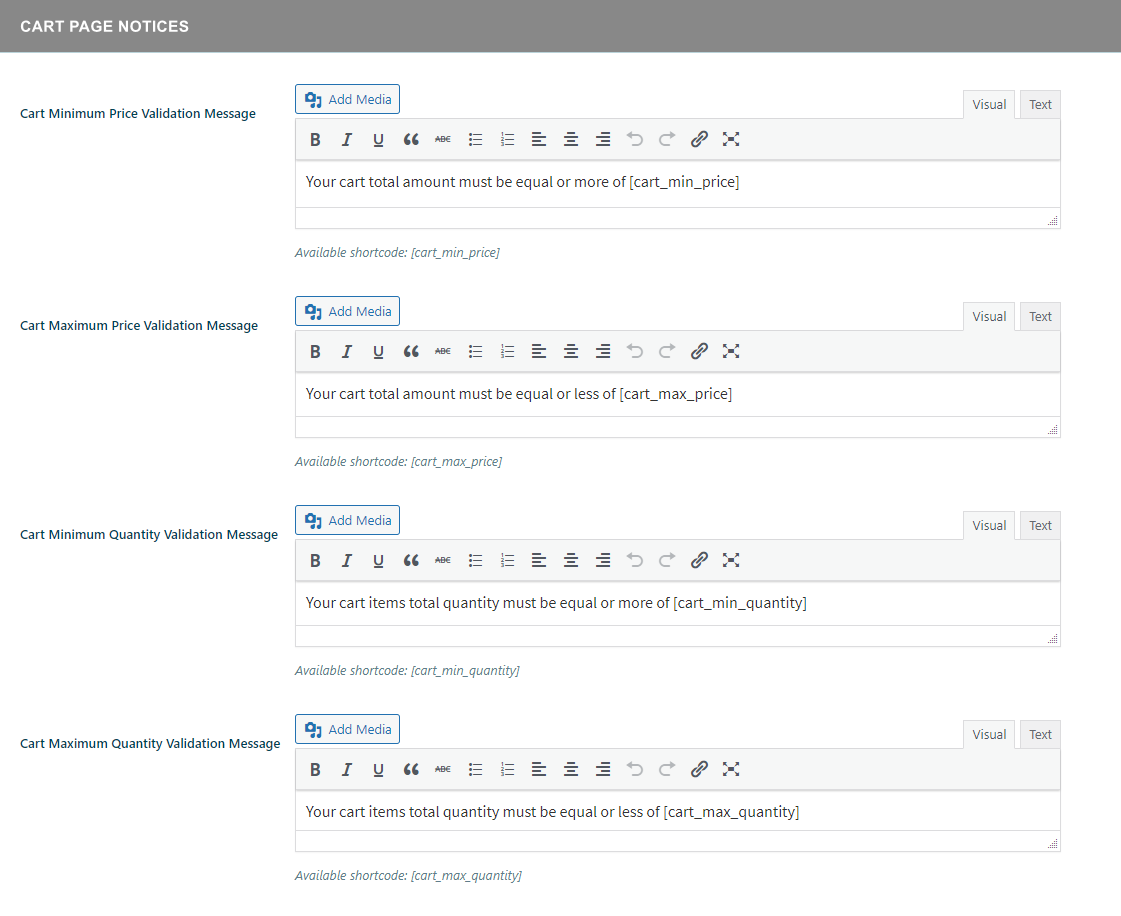 CART PAGE NOTICES
Cart Minimum Price Validation Message
Add Media
Visual Text
B I U ABC
Your cart total amount must be equal or more of [cart_min_price]
Available shortcode: [cart_min_price]
Cart Maximum Price Validation Message
Add Media
Visual Text
B I U ABC
Your cart total amount must be equal or less of [cart_max_price]
Available shortcode: [cart_max_price]
Cart Minimum Quantity Validation Message
Add Media
Visual Text
B I U ABC
Your cart items total quantity must be equal or more of [cart_min_quantity]
Available shortcode: [cart_min_quantity]
Cart Maximum Quantity Validation Message
Add Media
Visual Text
B I U ABC
Your cart items total quantity must be equal or less of [cart_max_quantity]
Available shortcode: [cart_max_quantity]